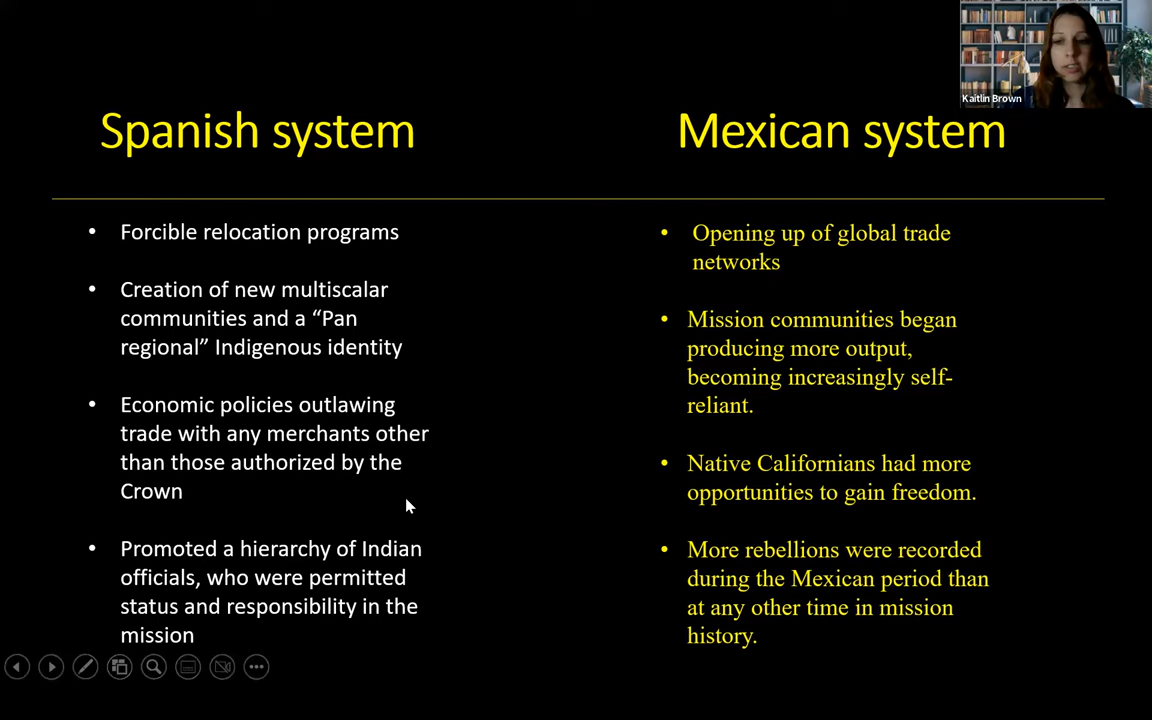 Kaitlin Brown
Spanish system
Mexican system
• Forcible relocation programs
• Creation of new multiscalar
communities and a “Pan
regional” Indigenous identity
• Economic policies outlawing
trade with any merchants other
than those authorized by the
Crown
• Promoted a hierarchy of Indian
officials, who were permitted
status and responsibility in the
mission
• Opening up of global trade
networks
• Mission communities began
producing more output,
becoming increasingly self-
reliant.
• Native Californians had more
opportunities to gain freedom.
• More rebellions were recorded
during the Mexican period than
at any other time in mission
history.